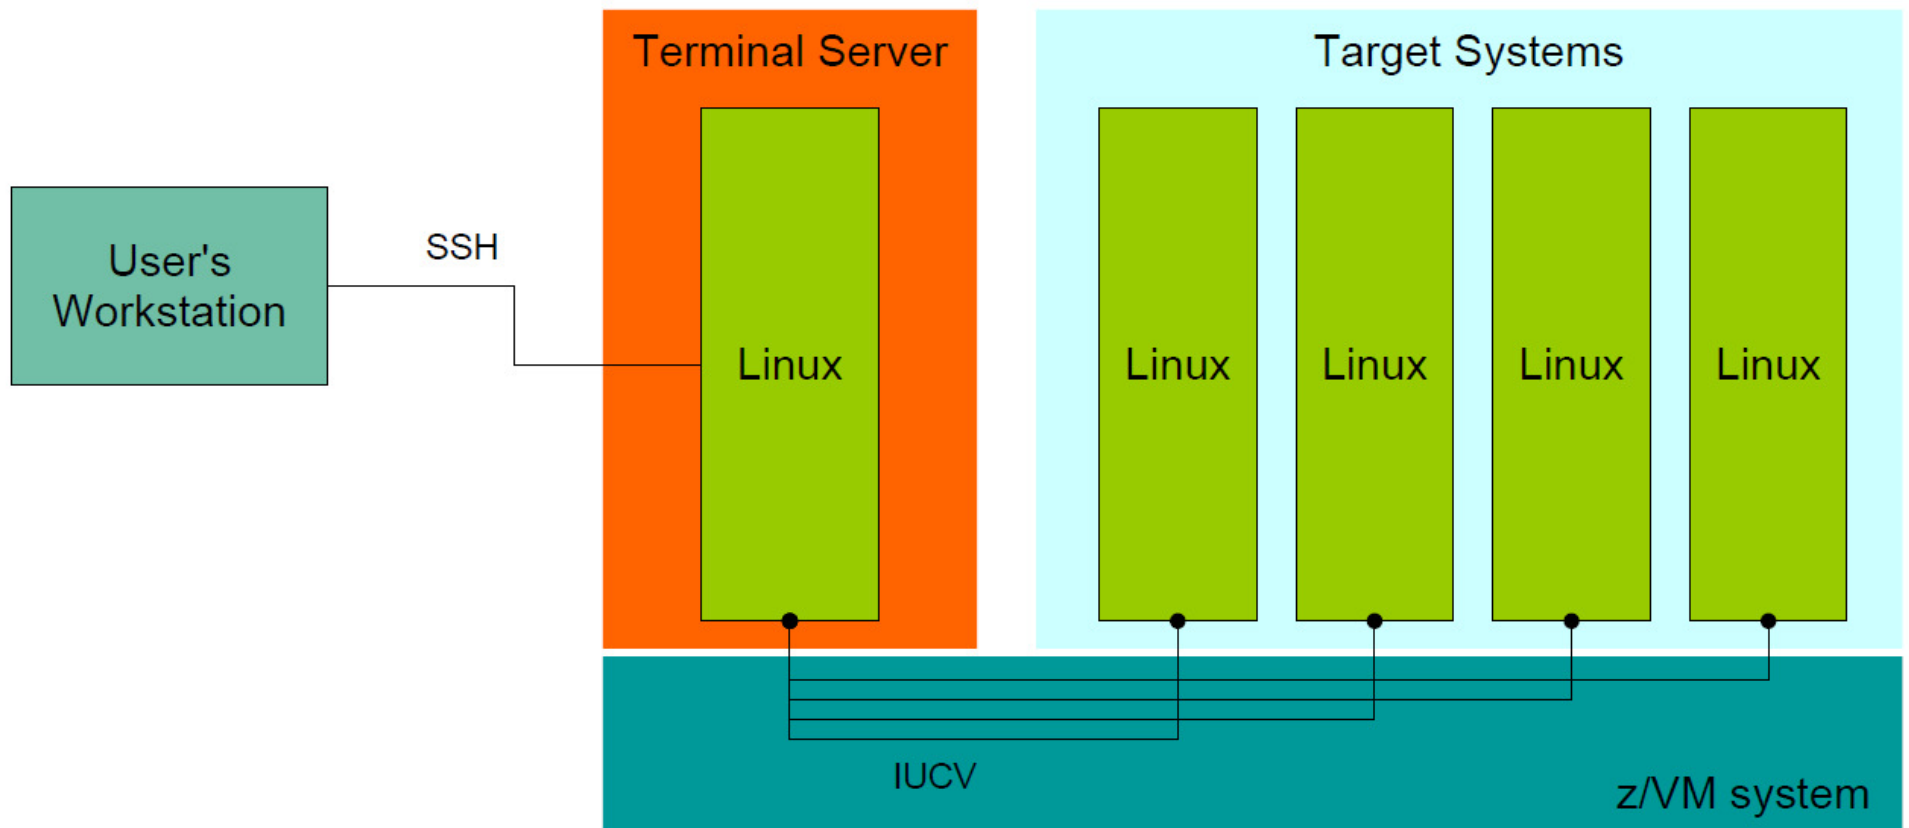 Terminal Server
Target Systems
User's
Workstation
SSH
Linux
Linux
Linux
Linux
Linux
IUCV
z/VM system